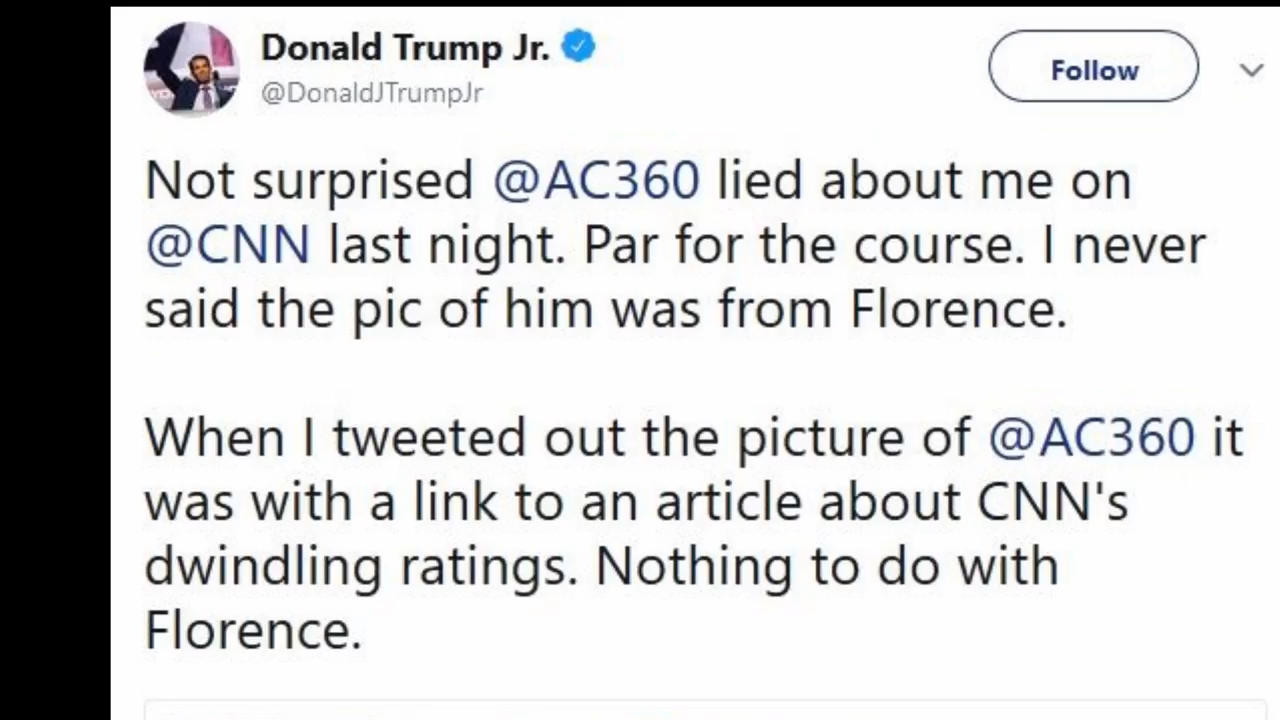 Donald Trump Jr.
@DonaldJTrumpJr
Follow
Not surprised @AC360 lied about me on
@CNN last night. Par for the course. I never
said the pic of him was from Florence.
When I tweeted out the picture of @AC360 it
was with a link to an article about CNN's
dwindling ratings. Nothing to do with
Florence.